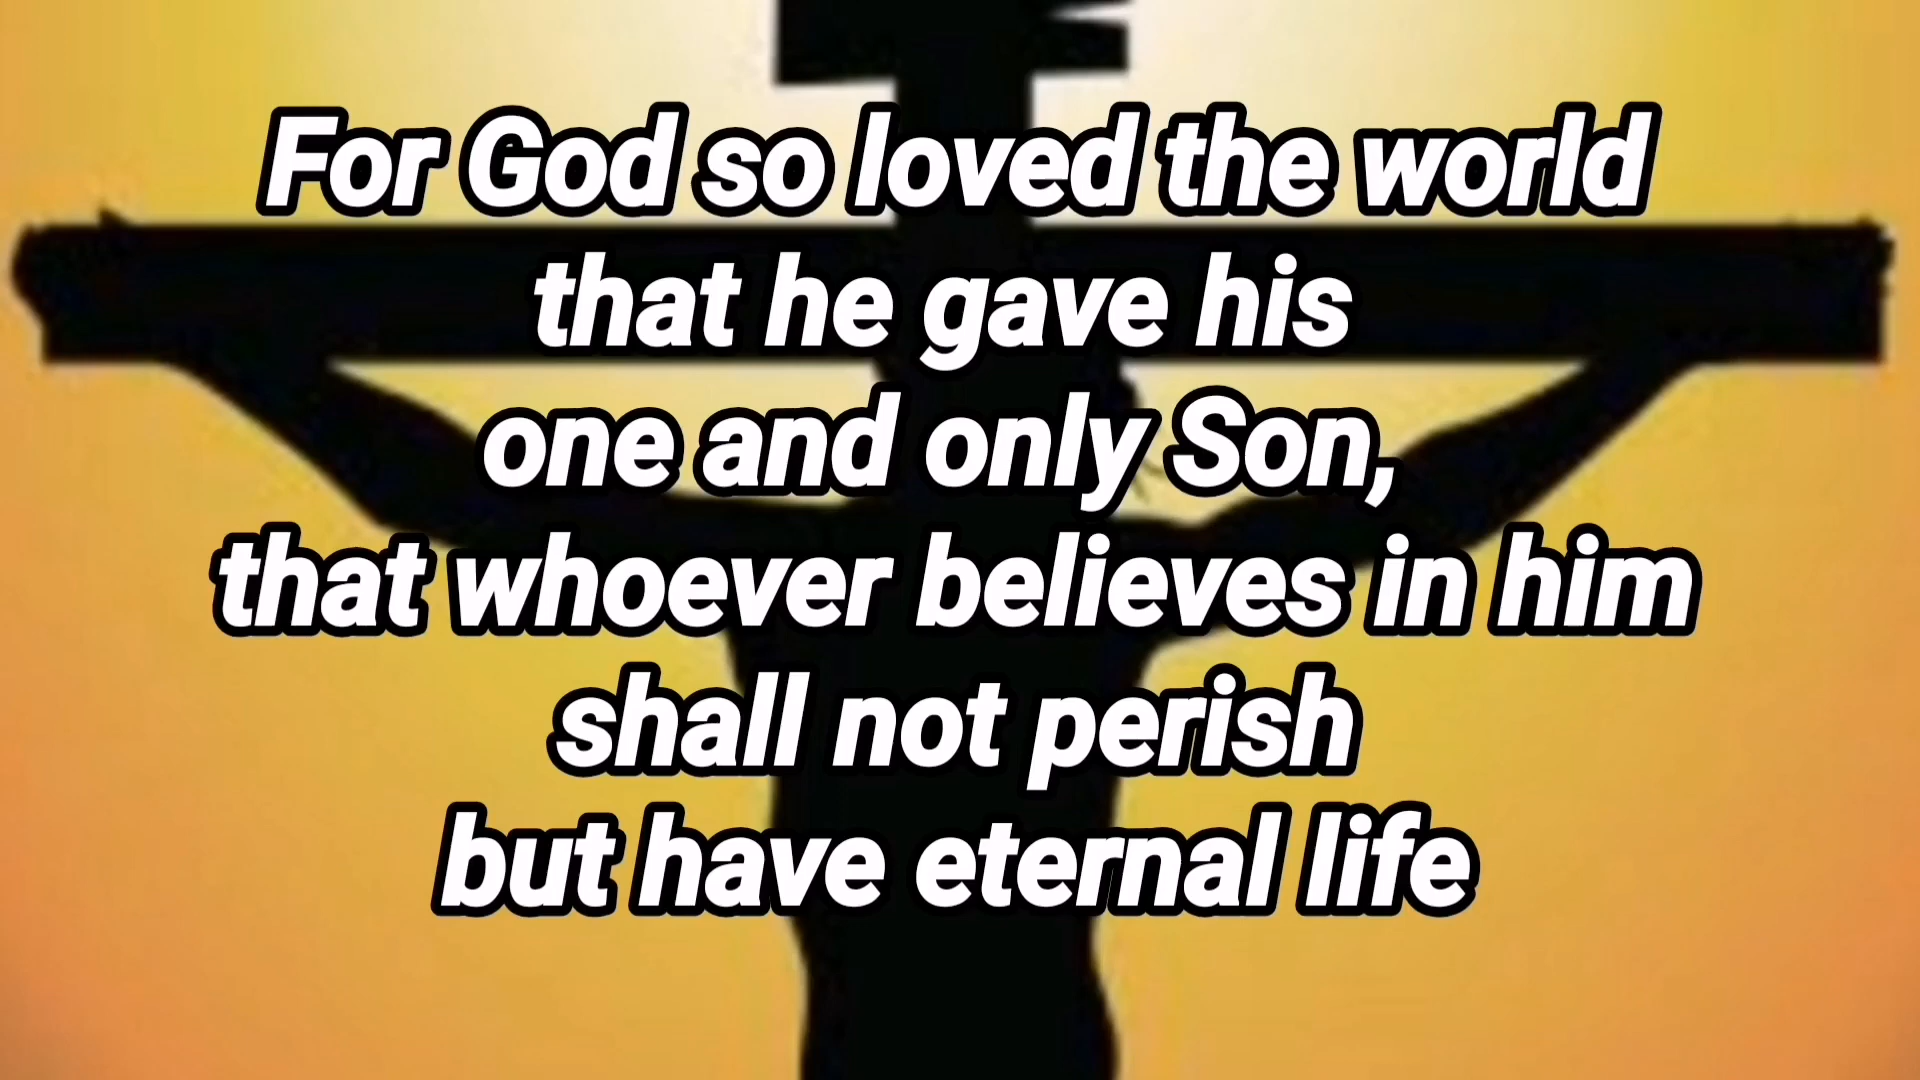 For God so loved the world
that he gave his
one and only Son,
that whoever believes in him
shall not perish
but have eternal life